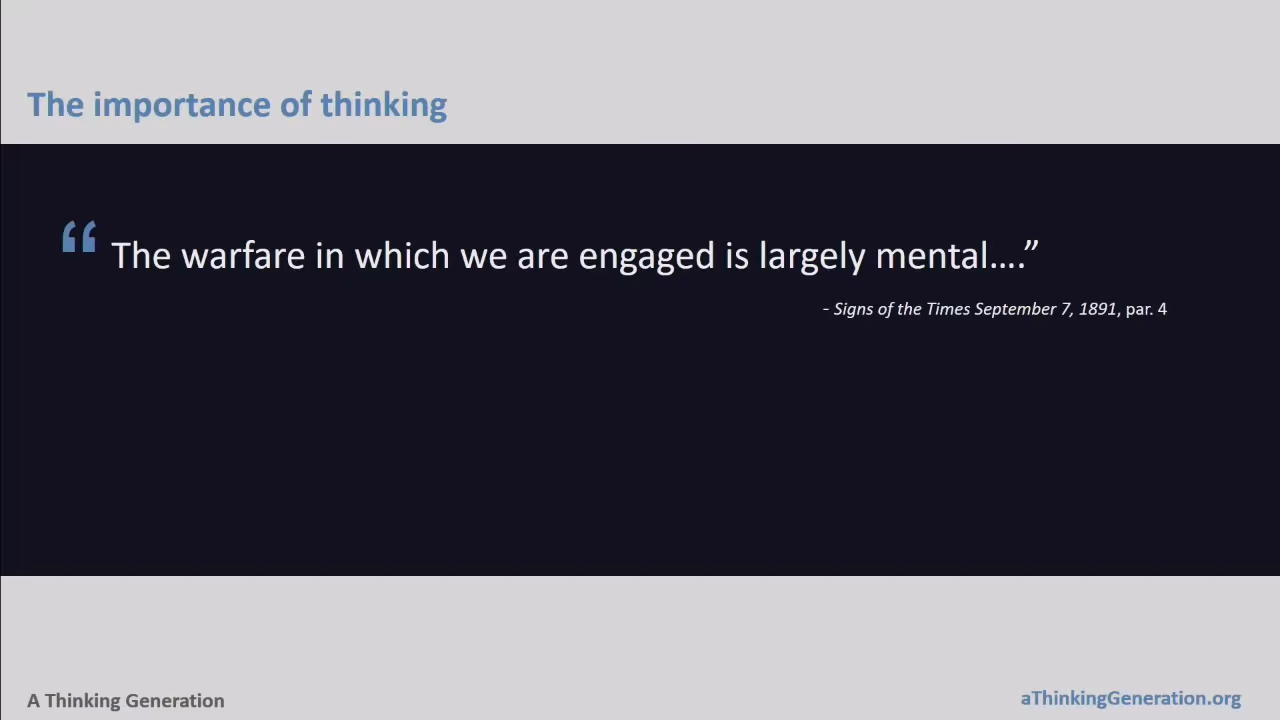 The importance of thinking
“The warfare in which we are engaged is largely mental….”
- Signs of the Times September 7, 1891, par. 4
A Thinking Generation
aThinkingGeneration.org